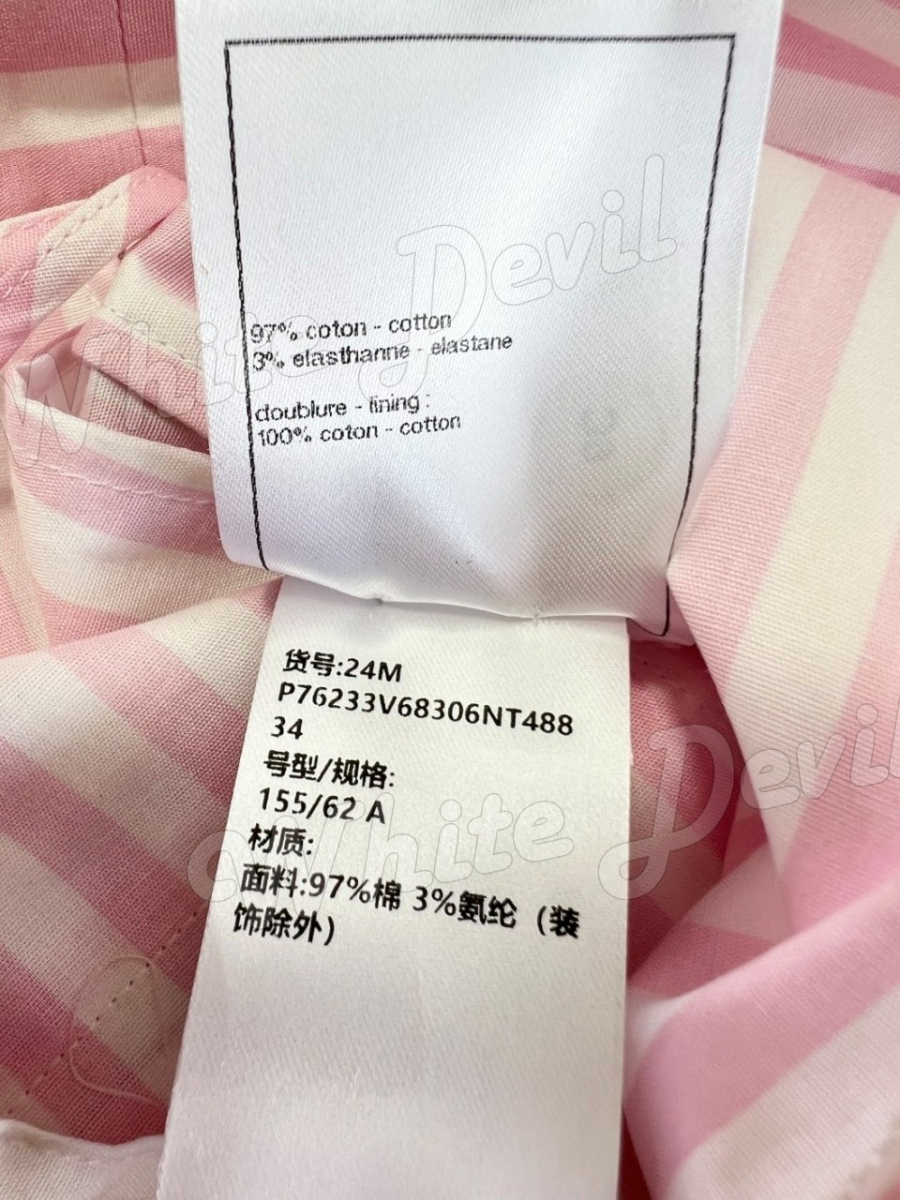 97% coton - cotton
3% elasthanne - elastane
doublure - lining :
100% coton - cotton
货号:24M
P76233V68306NT488
34
号型/规格:
155/62 A
材质:
面料:97%棉 3%氨纶（装
饰除外）
White Devil
White Devil